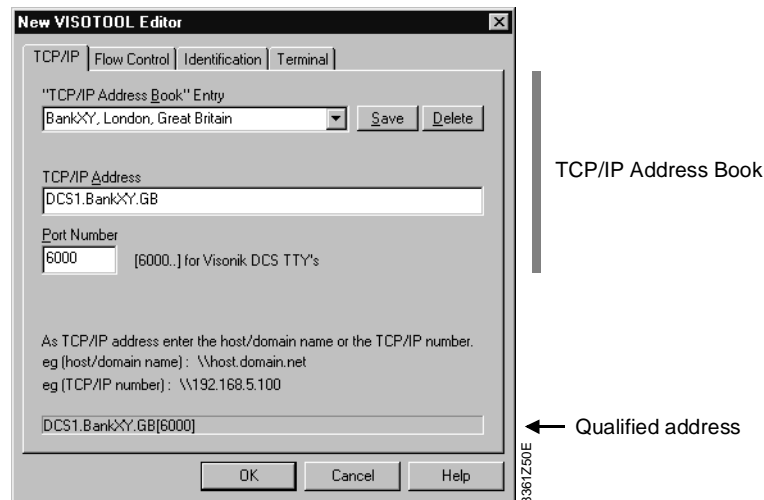 New VISOTOOL Editor
TCP/IP Flow Control Identification Terminal
"TCP/IP Address Book" Entry
BankXY, London, Great Britain Save Delete
TCP/IP Address
DCS1.BankXY.GB
Port Number
6000 [6000..] for Visonik DCS TTY's
As TCP/IP address enter the host/domain name or the TCP/IP number.
eg (host/domain name) : \\host.domain.net
eg (TCP/IP number) : \\192.168.5.100
DCS1.BankXY.GB[6000]
OK Cancel Help
TCP/IP Address Book
Qualified address